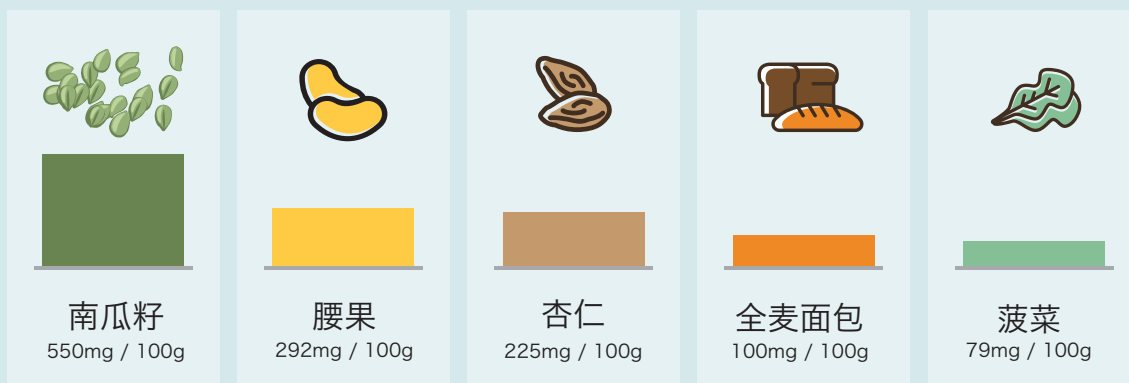 南瓜籽
550mg / 100g
腰果
292mg / 100g
杏仁
225mg / 100g
全麦面包
100mg / 100g
菠菜
79mg / 100g